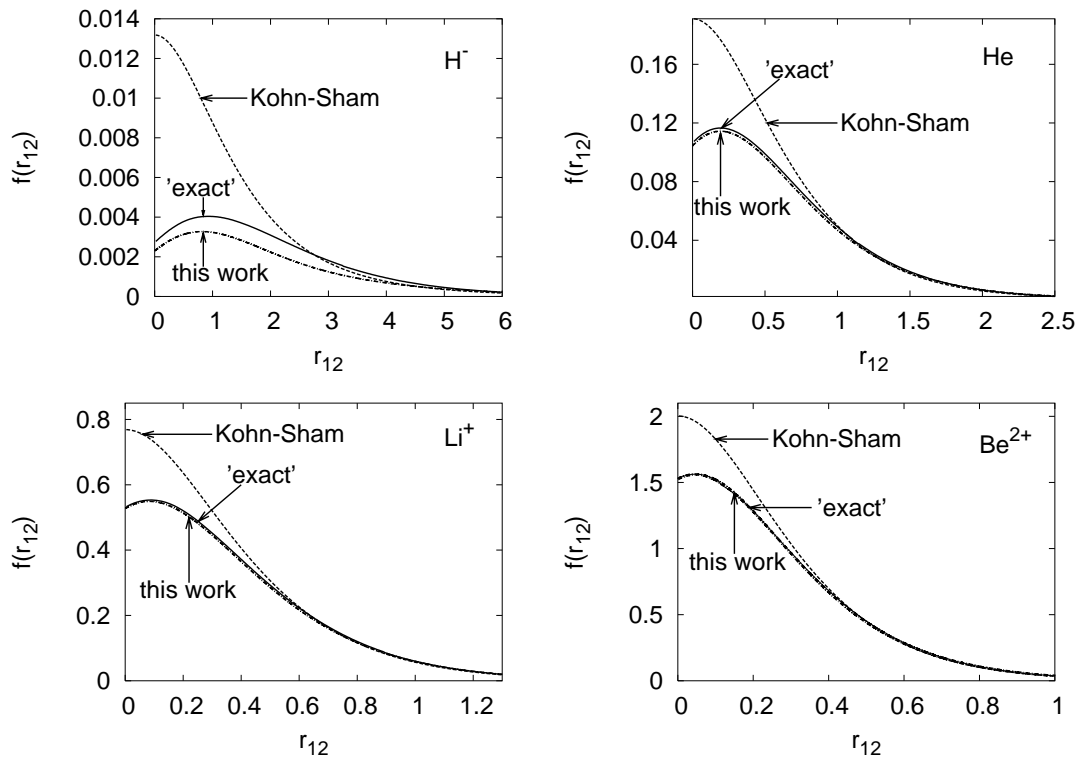 0.014
0.012
0.01
0.008
0.006
0.004
0.002
0
f(r12)
H-
Kohn-Sham
'exact'
this work
0 1 2 3 4 5 6
r12
0.16
0.12
0.08
0.04
f(r12)
He
'exact'
Kohn-Sham
this work
0 0.5 1 1.5 2 2.5
r12
0.8
0.6
0.4
0.2
0
f(r12)
Li+
Kohn-Sham
'exact'
this work
0 0.2 0.4 0.6 0.8 1 1.2
r12
2
1.5
1
0.5
0
f(r12)
Be2+
Kohn-Sham
'exact'
this work
0 0.2 0.4 0.6 0.8 1
r12